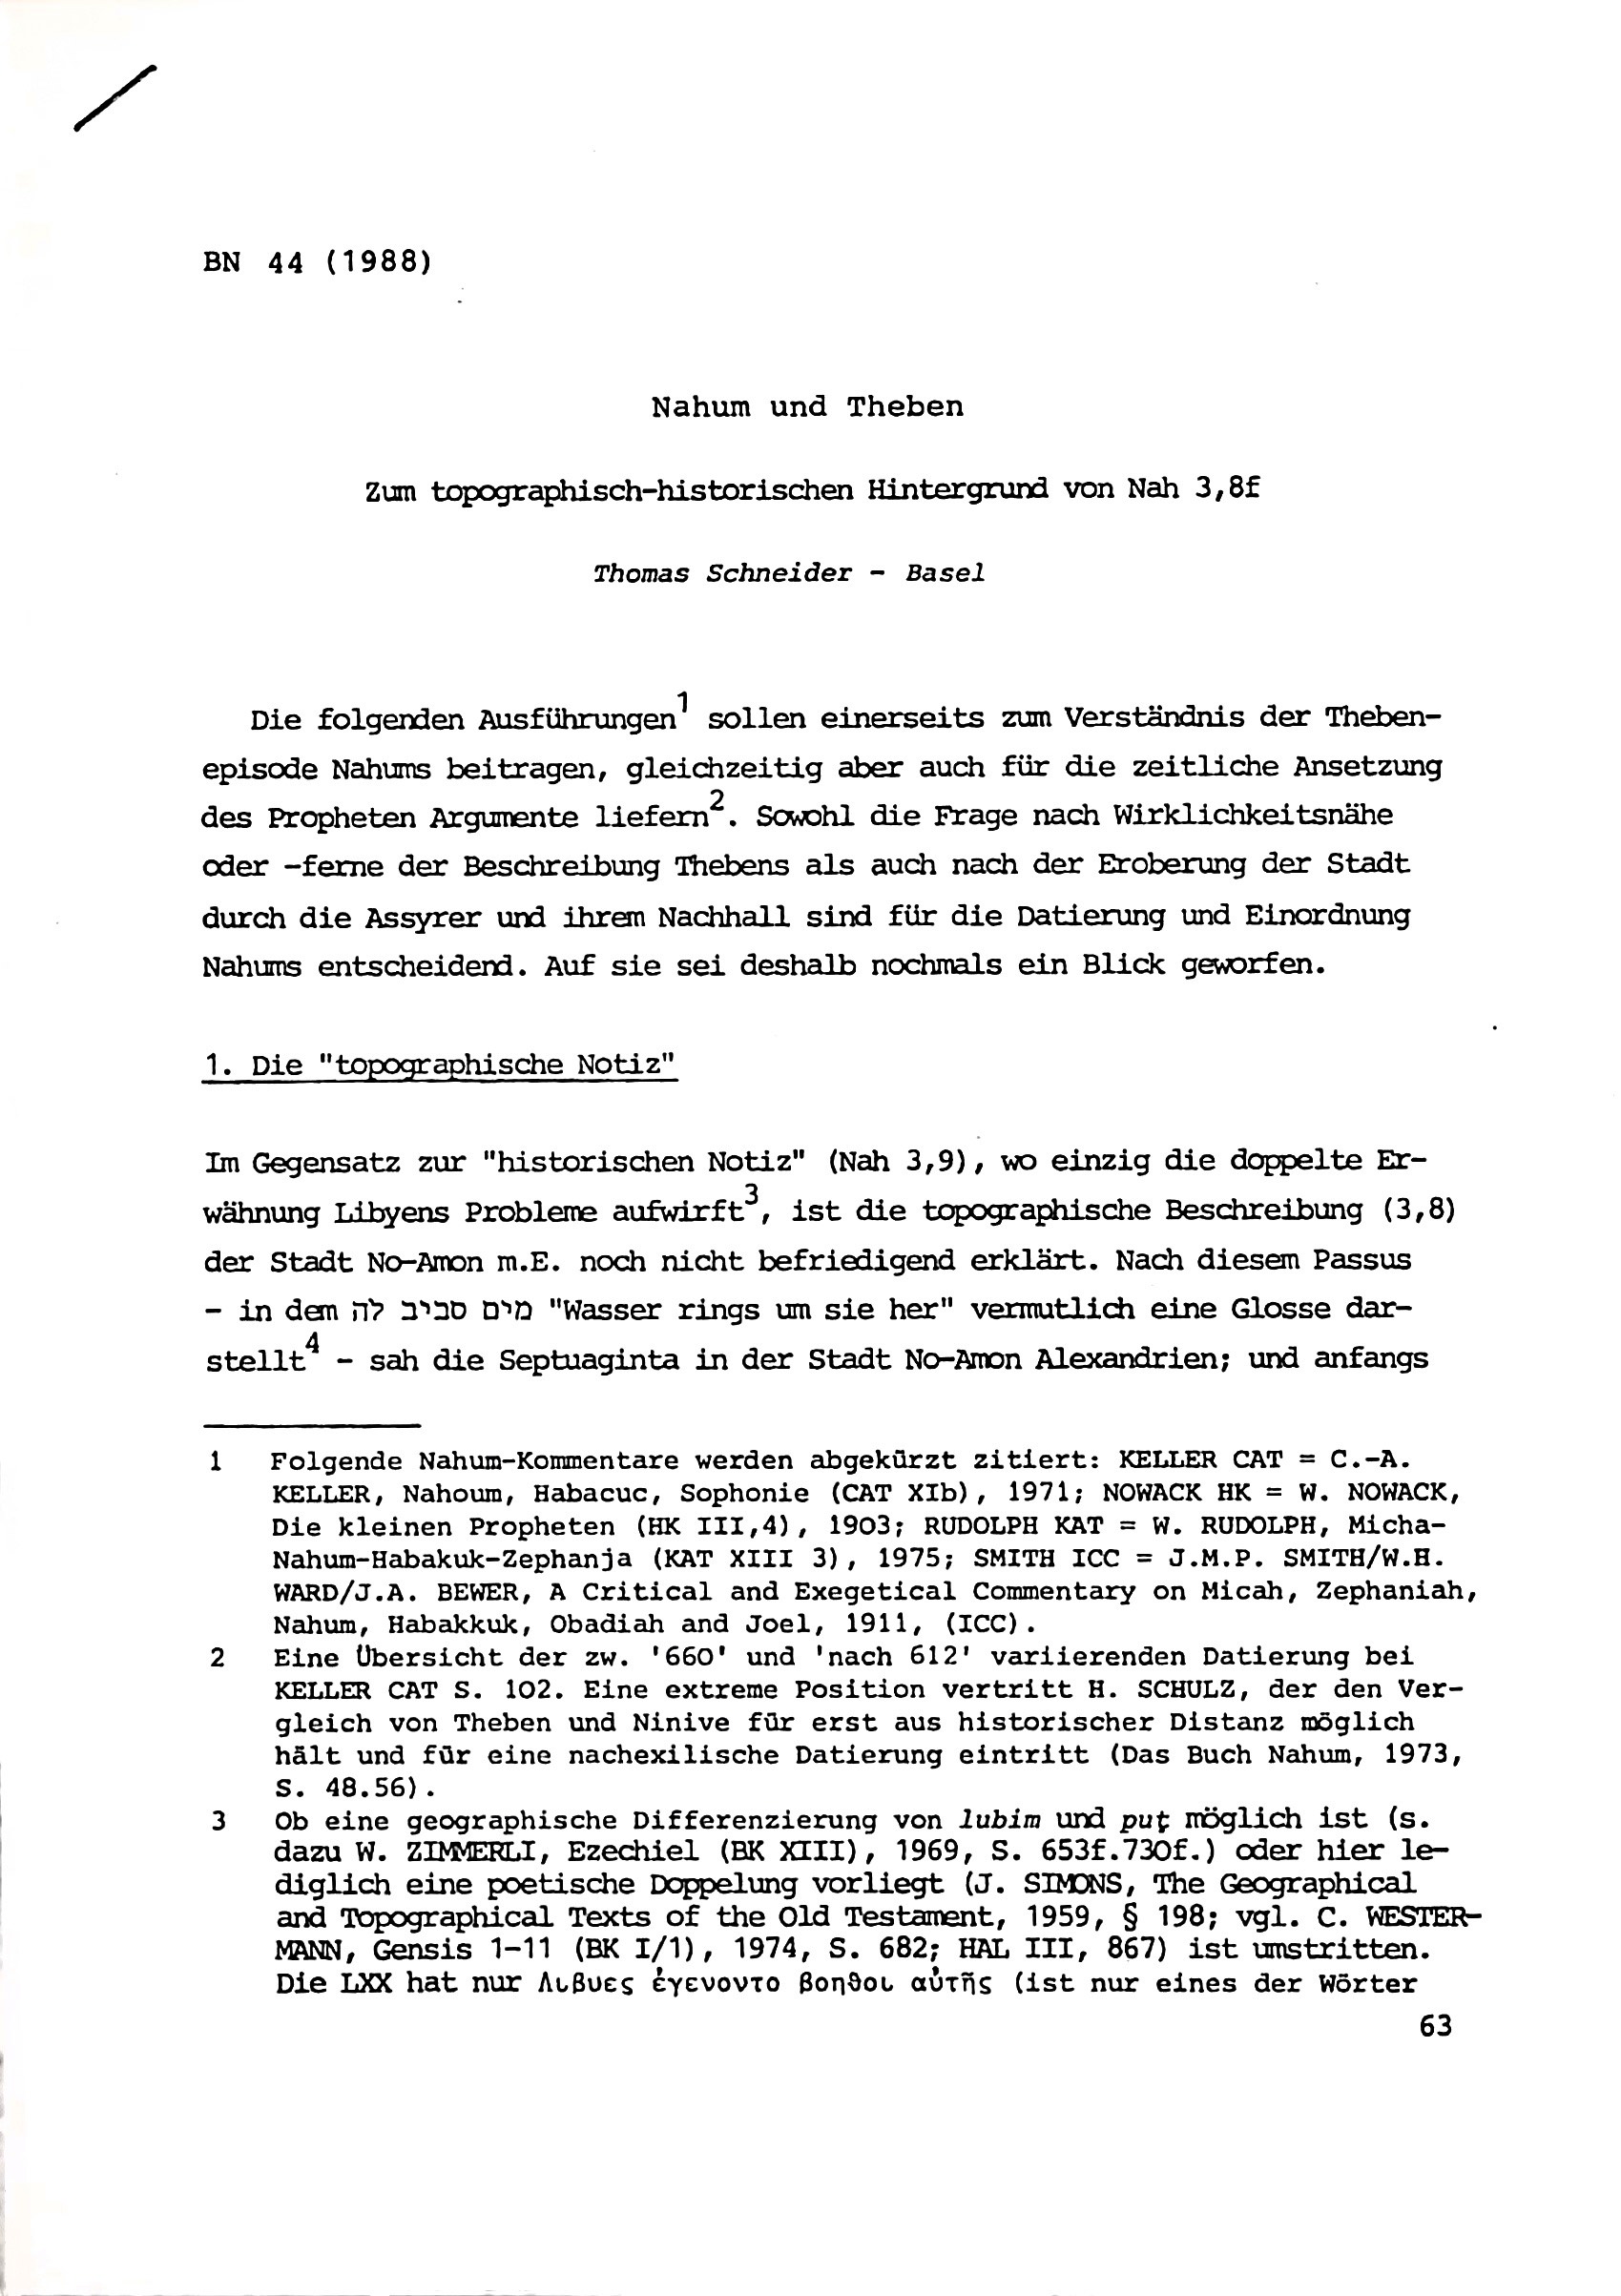 BN 44 (1988)
Nahum und Theben
Zum topographisch-historischen Hintergrund von Nah 3,8f
Thomas Schneider - Basel
Die folgenden Ausführungen1 sollen einerseits zum Verständnis der Theben-
episode Nahums beitragen, gleichzeitig aber auch für die zeitliche Ansetzung
des Propheten Argumente liefern2. Sowohl die Frage nach Wirklichkeitsnähe
oder -ferne der Beschreibung Thebens als auch nach der Eroberung der Stadt
durch die Assyrer und ihrem Nachhall sind für die Datierung und Einordnung
Nahums entscheidend. Auf sie sei deshalb nochmals ein Blick geworfen.
1. Die "topographische Notiz"
Im Gegensatz zur "historischen Notiz" (Nah 3,9), wo einzig die doppelte Er-
wähnung Libyens Probleme aufwirft3, ist die topographische Beschreibung (3,8)
der Stadt No-Amon m.E. noch nicht befriedigend erklärt. Nach diesem Passus
- in dem מים סביב לה "Wasser rings um sie her" vermutlich eine Glosse dar-
stellt4 - sah die Septuaginta in der Stadt No-Amon Alexandrien; und anfangs
1 Folgende Nahum-Kommentare werden abgekürzt zitiert: KELLER CAT = C.-A.
KELLER, Nahoum, Habacuc, Sophonie (CAT XIb), 1971; NOWACK HK = W. NOWACK,
Die kleinen Propheten (HK III,4), 1903; RUDOLPH KAT = W. RUDOLPH, Micha-
Nahum-Habakuk-Zephanja (KAT XIII 3), 1975; SMITH ICC = J.M.P. SMITH/W.H.
WARD/J.A. BEWER, A Critical and Exegetical Commentary on Micah, Zephaniah,
Nahum, Habakkuk, Obadiah and Joel, 1911, (ICC).
2 Eine Übersicht der zw. '660' und 'nach 612' variierenden Datierung bei
KELLER CAT S. 102. Eine extreme Position vertritt H. SCHULZ, der den Ver-
gleich von Theben und Ninive für erst aus historischer Distanz möglich
hält und für eine nachexilische Datierung eintritt (Das Buch Nahum, 1973,
S. 48.56).
3 Ob eine geographische Differenzierung von lubim und puṭ möglich ist (s.
dazu W. ZIMMERLI, Ezechiel (BK XIII), 1969, S. 653f.730f.) oder hier le-
diglich eine poetische Doppelung vorliegt (J. SIMONS, The Geographical
and Topographical Texts of the Old Testament, 1959, § 198; vgl. C. WESTER-
MANN, Gensis 1-11 (BK I/1), 1974, S. 682; HAL III, 867) ist umstritten.
Die LXX hat nur Λιβυες ἐγενοντο βοηθοι αὐτῆς (ist nur eines der Wörter
63